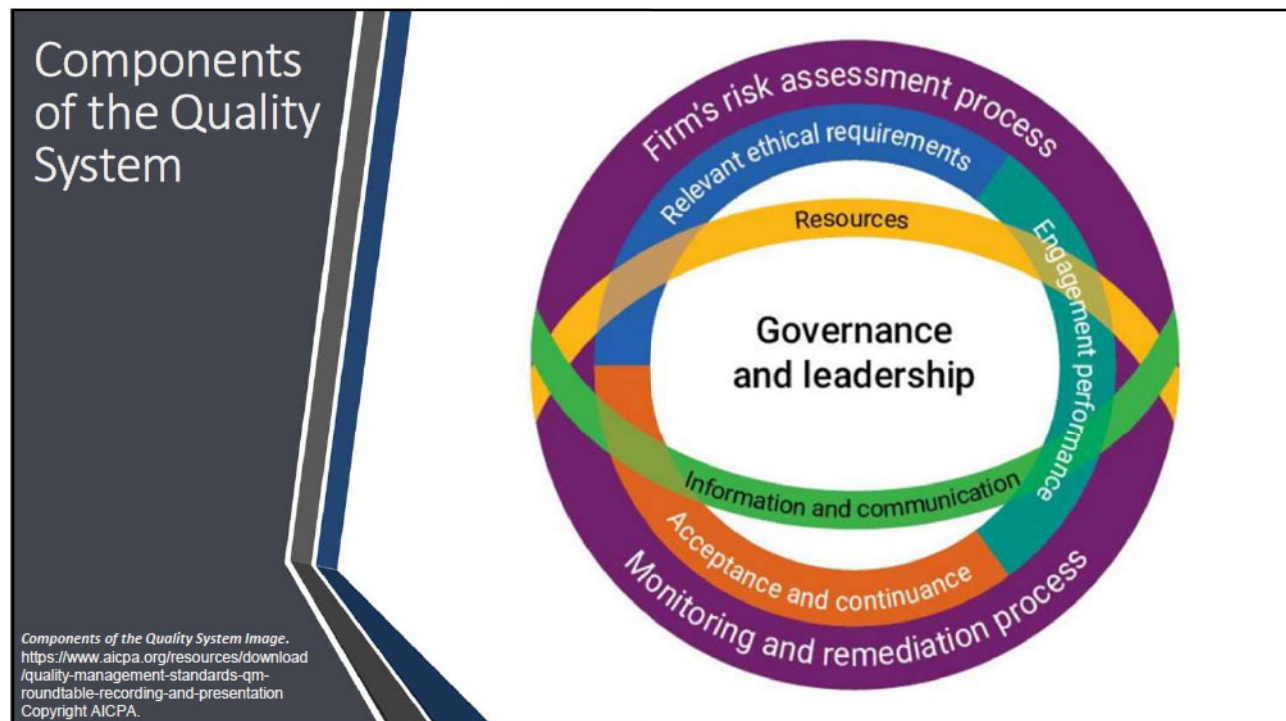 Components
of the Quality
System
Firm's risk assessment process
Relevant ethical requirements
Resources
Engagement performance
Governance
and leadership
Information and communication
Acceptance and continuance
Monitoring and remediation process
Components of the Quality System Image.
https://www.aicpa.org/resources/download
/quality-management-standards-qm-
roundtable-recording-and-presentation
Copyright AICPA.